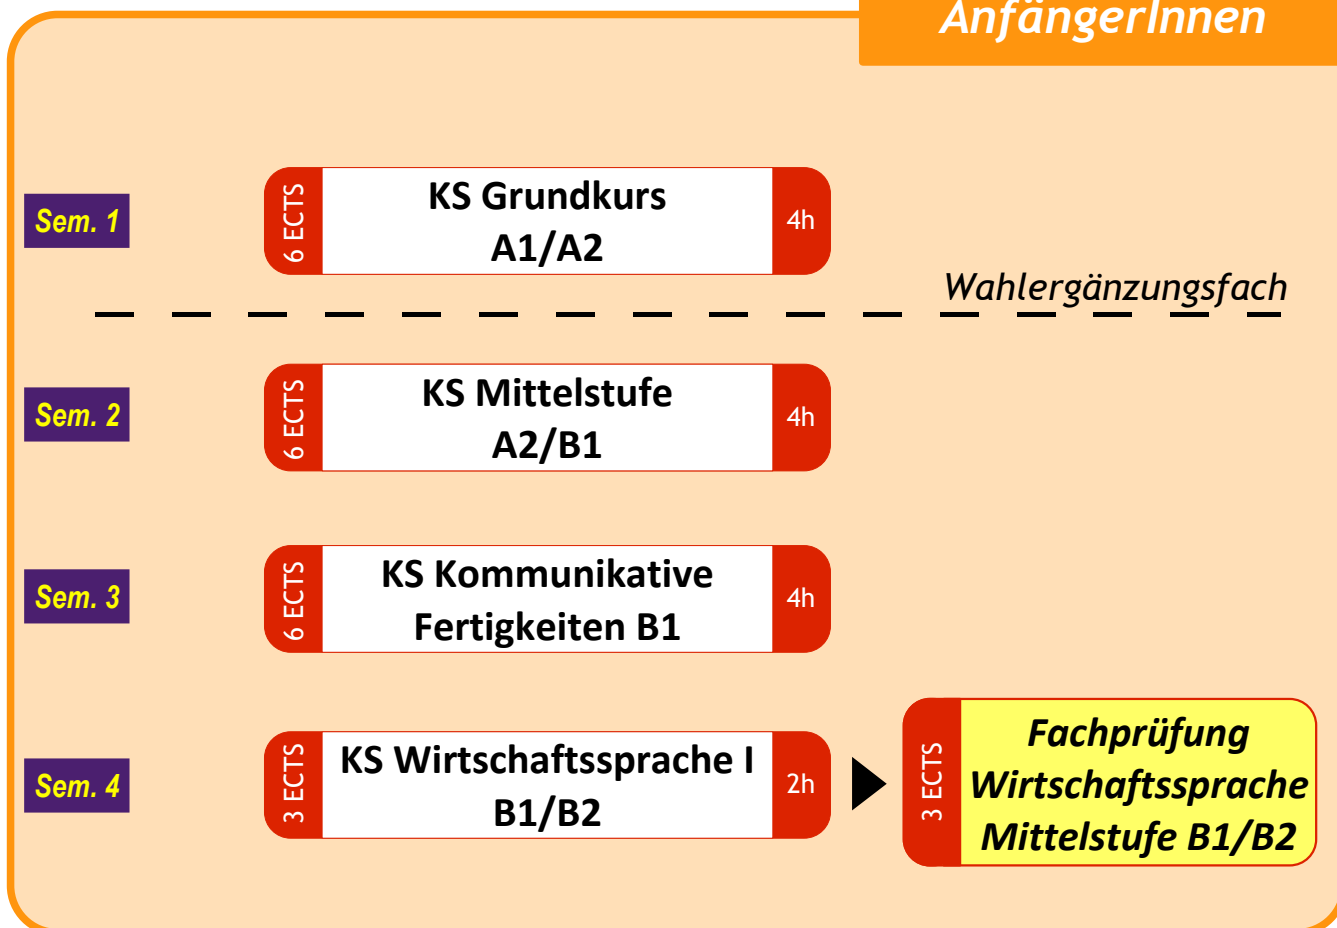 AnfängerInnen
Sem. 1
6 ECTS
KS Grundkurs
A1/A2
4h
Wahlergänzungsfach
Sem. 2
6 ECTS
KS Mittelstufe
A2/B1
4h
Sem. 3
6 ECTS
KS Kommunikative
Fertigkeiten B1
4h
Sem. 4
3 ECTS
KS Wirtschaftssprache I
B1/B2
2h
3 ECTS
Fachprüfung
Wirtschaftssprache
Mittelstufe B1/B2